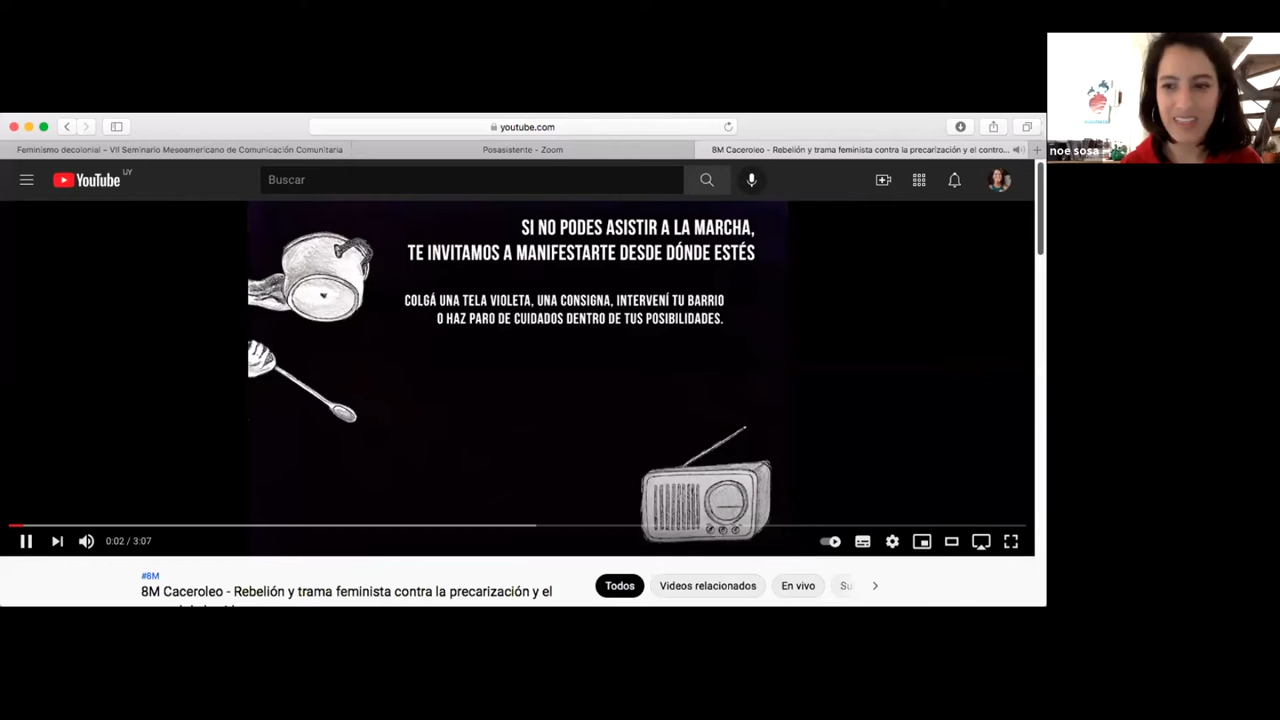 noe sosa
youtube.com
Feminismo decolonial – VII Seminario Mesoamericano de Comunicación Comunitaria
Posasistente - Zoom
8M Caceroleo - Rebelión y trama feminista contra la precarización y el contro...
YouTube
UY
Buscar
SI NO PODES ASISTIR A LA MARCHA,
TE INVITAMOS A MANIFESTARTE DESDE DÓNDE ESTÉS
COLGÁ UNA TELA VIOLETA, UNA CONSIGNA, INTERVENÍ TU BARRIO
O HAZ PARO DE CUIDADOS DENTRO DE TUS POSIBILIDADES.
0:02 / 3:07
#8M
8M Caceroleo - Rebelión y trama feminista contra la precarización y el
Todos
Videos relacionados
En vivo
Su